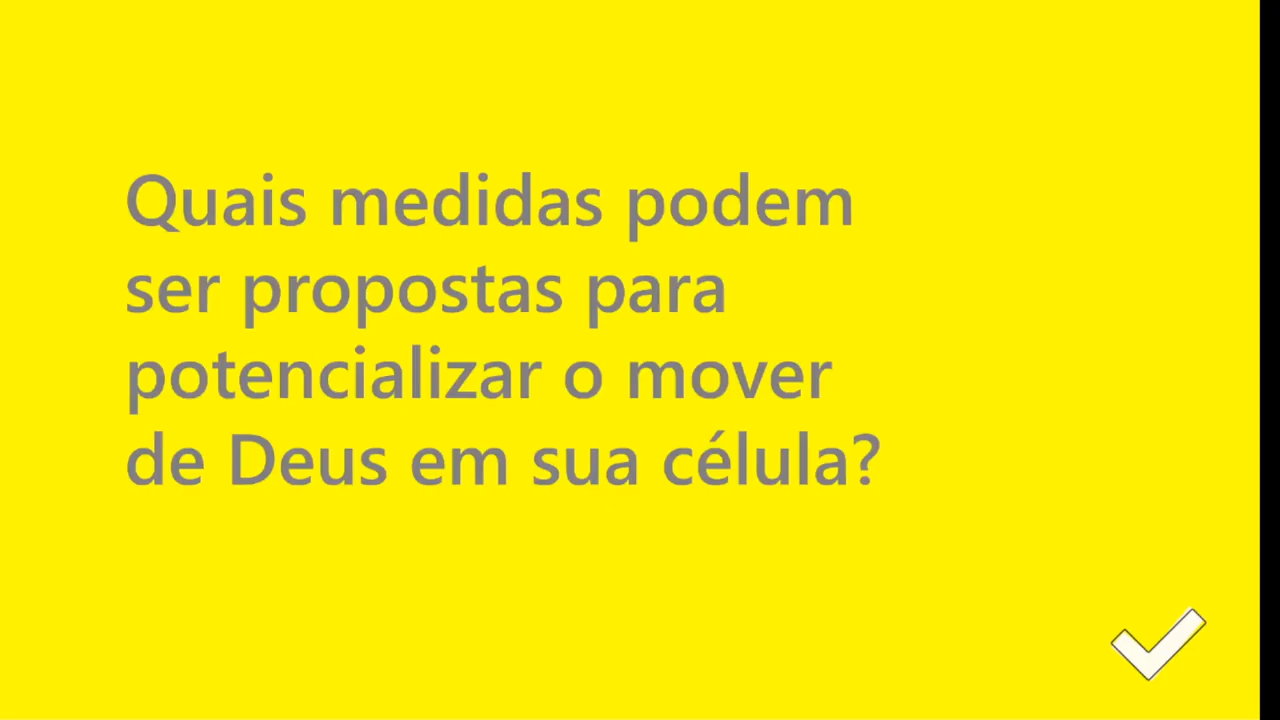 Quais medidas podem
ser propostas para
potencializar o mover
de Deus em sua célula?